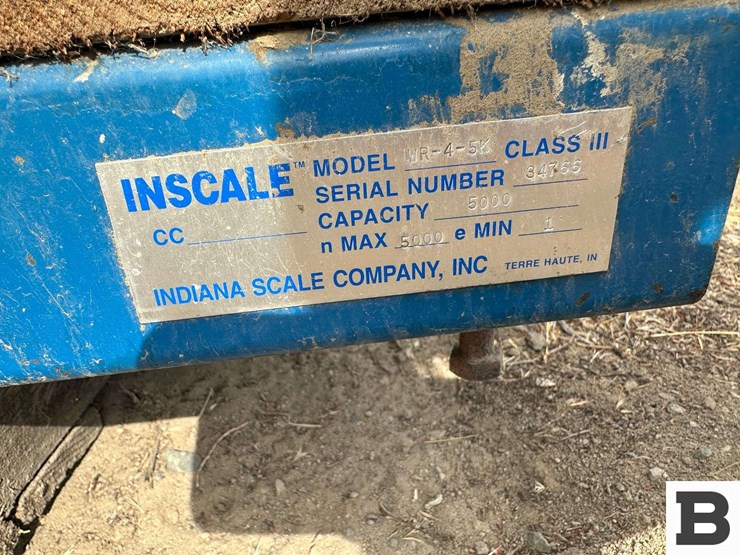 INSCALE™ MODEL WR-4-5K CLASS III
SERIAL NUMBER 34766
CC CAPACITY 5000
n MAX 5000 e MIN 1
INDIANA SCALE COMPANY, INC TERRE HAUTE, IN
B